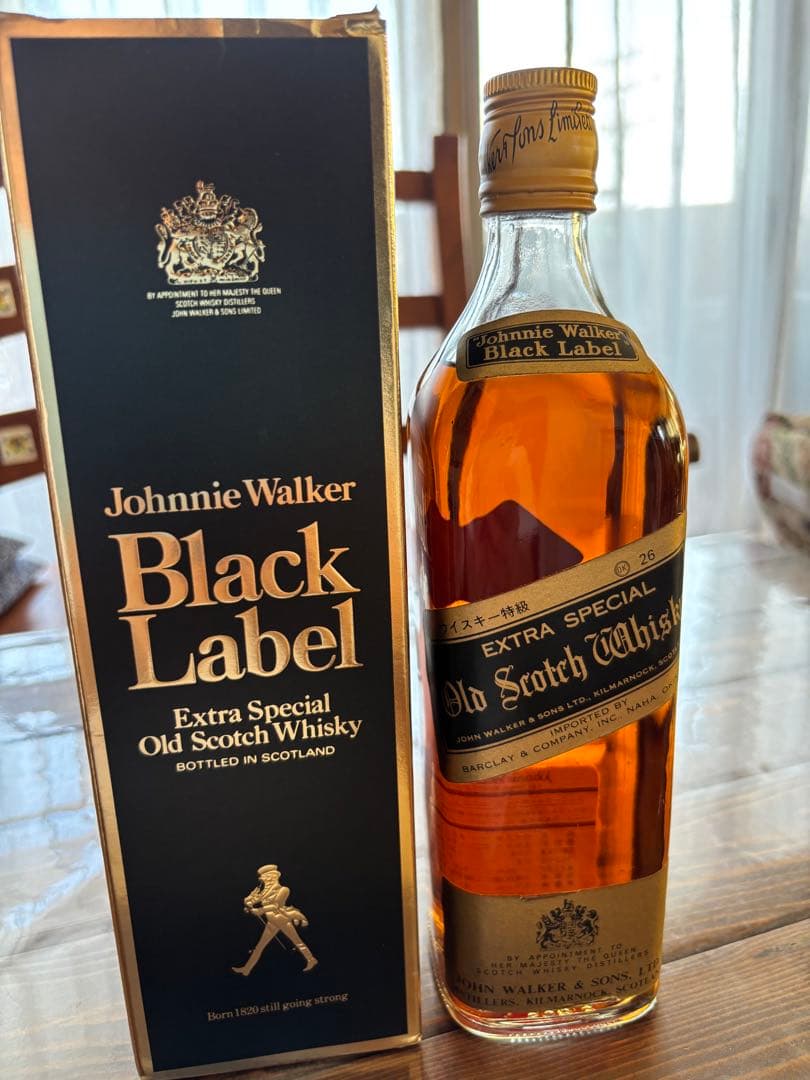 BY APPOINTMENT TO HER MAJESTY THE QUEEN
SCOTCH WHISKY DISTILLERS
JOHN WALKER & SONS LIMITED
Johnnie Walker
Black
Label
Extra Special
Old Scotch Whisky
BOTTLED IN SCOTLAND
Born 1820 still going strong
Sons Limited
"Johnnie Walker"
Black Label
26
ウイスキー特級
EXTRA SPECIAL
Old Scotch Whisky
JOHN WALKER & SONS LTD., KILMARNOCK,
IMPORTED BY
BARCLAY & COMPANY, INC., NAHA,
BY APPOINTMENT TO
HER MAJESTY THE QUEEN
SCOTCH WHISKY DISTILLERS
JOHN WALKER & SONS, LTD
DISTILLERS, KILMARNOCK,